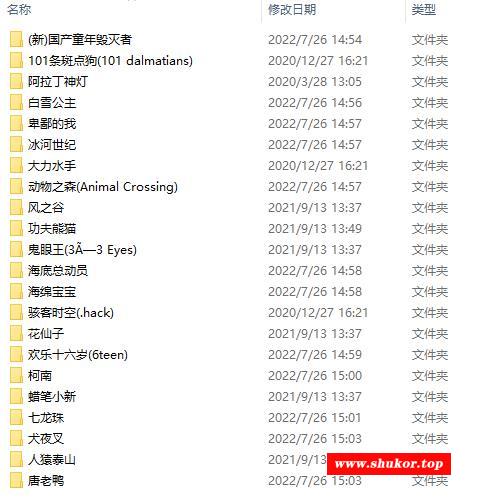 名称 修改日期 类型
(新)国产童年毁灭者 2022/7/26 14:54 文件夹
101条斑点狗(101 dalmatians) 2020/12/27 16:21 文件夹
阿拉丁神灯 2020/3/28 13:05 文件夹
白雪公主 2022/7/26 14:56 文件夹
卑鄙的我 2022/7/26 14:57 文件夹
冰河世纪 2022/7/26 14:57 文件夹
大力水手 2020/12/27 16:21 文件夹
动物之森(Animal Crossing) 2022/7/26 14:57 文件夹
风之谷 2021/9/13 13:37 文件夹
功夫熊猫 2021/9/13 13:49 文件夹
鬼眼王(3Ã—3 Eyes) 2021/9/13 13:37 文件夹
海底总动员 2022/7/26 14:58 文件夹
海绵宝宝 2022/7/26 14:58 文件夹
骇客时空(.hack) 2020/12/27 16:21 文件夹
花仙子 2021/9/13 13:37 文件夹
欢乐十六岁(6teen) 2022/7/26 14:59 文件夹
柯南 2022/7/26 15:00 文件夹
蜡笔小新 2021/9/13 13:37 文件夹
七龙珠 2022/7/26 15:01 文件夹
犬夜叉 2022/7/26 15:03 文件夹
人猿泰山 2021/9/13 文件夹
www.shukor.top
唐老鸭 2022/7/26 15:03 文件夹